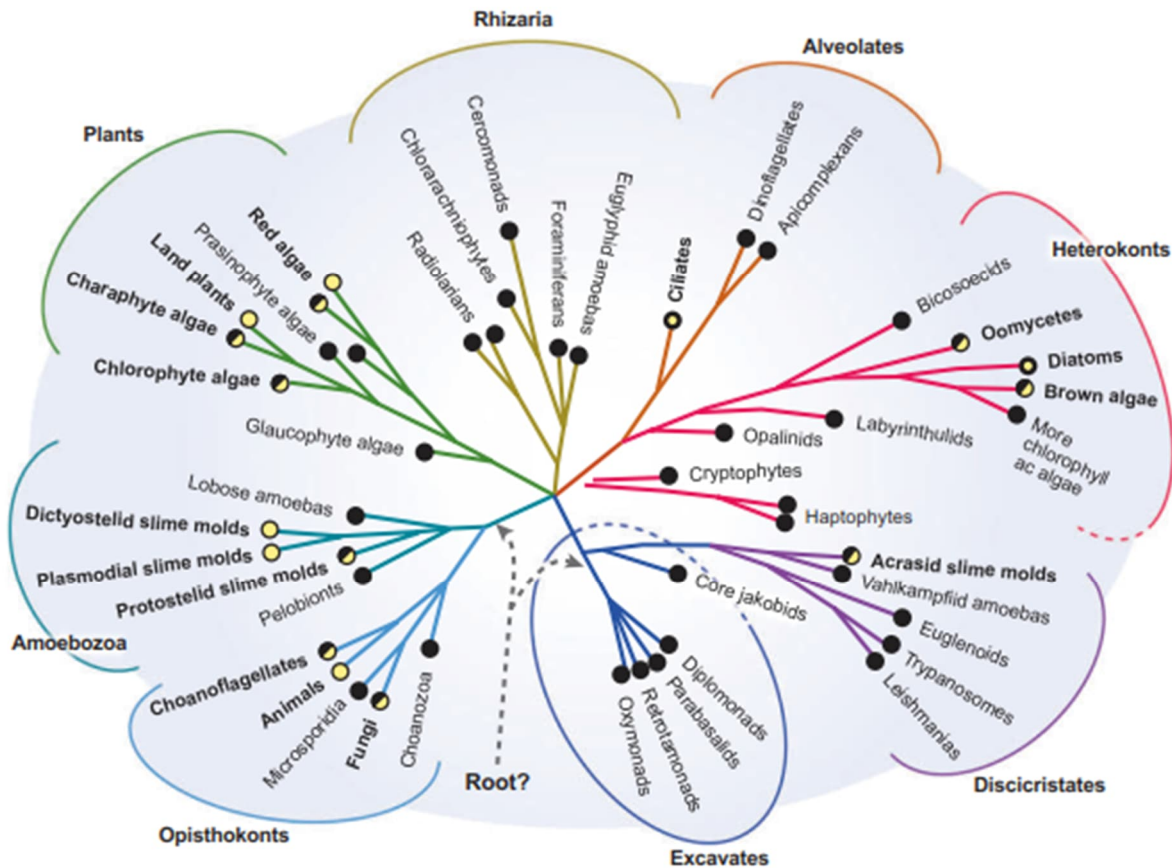 Rhizaria
Alveolates
Plants
Heterokonts
Cercomonads
Chlorarachniophytes
Radiolarians
Foraminiferans
Euglyphid amoebas
Dinoflagellates
Apicomplexans
Ciliates
Red algae
Prasinophyte algae
Land plants
Charaphyte algae
Chlorophyte algae
Glaucophyte algae
Bicosoecids
Oomycetes
Diatoms
Brown algae
More
chlorophyll
ac algae
Labyrinthulids
Opalinids
Cryptophytes
Haptophytes
Lobose amoebas
Dictyostelid slime molds
Plasmodial slime molds
Protostelid slime molds
Pelobionts
Amoebozoa
Acrasid slime molds
Vahlkampfiid amoebas
Euglenoids
Trypanosomes
Leishmanias
Discicristates
Core jakobids
Diplomonads
Parabasalids
Retrotamonads
Oxymonads
Excavates
Choanoflagellates
Animals
Microsporidia
Fungi
Choanozoa
Opisthokonts
Root?